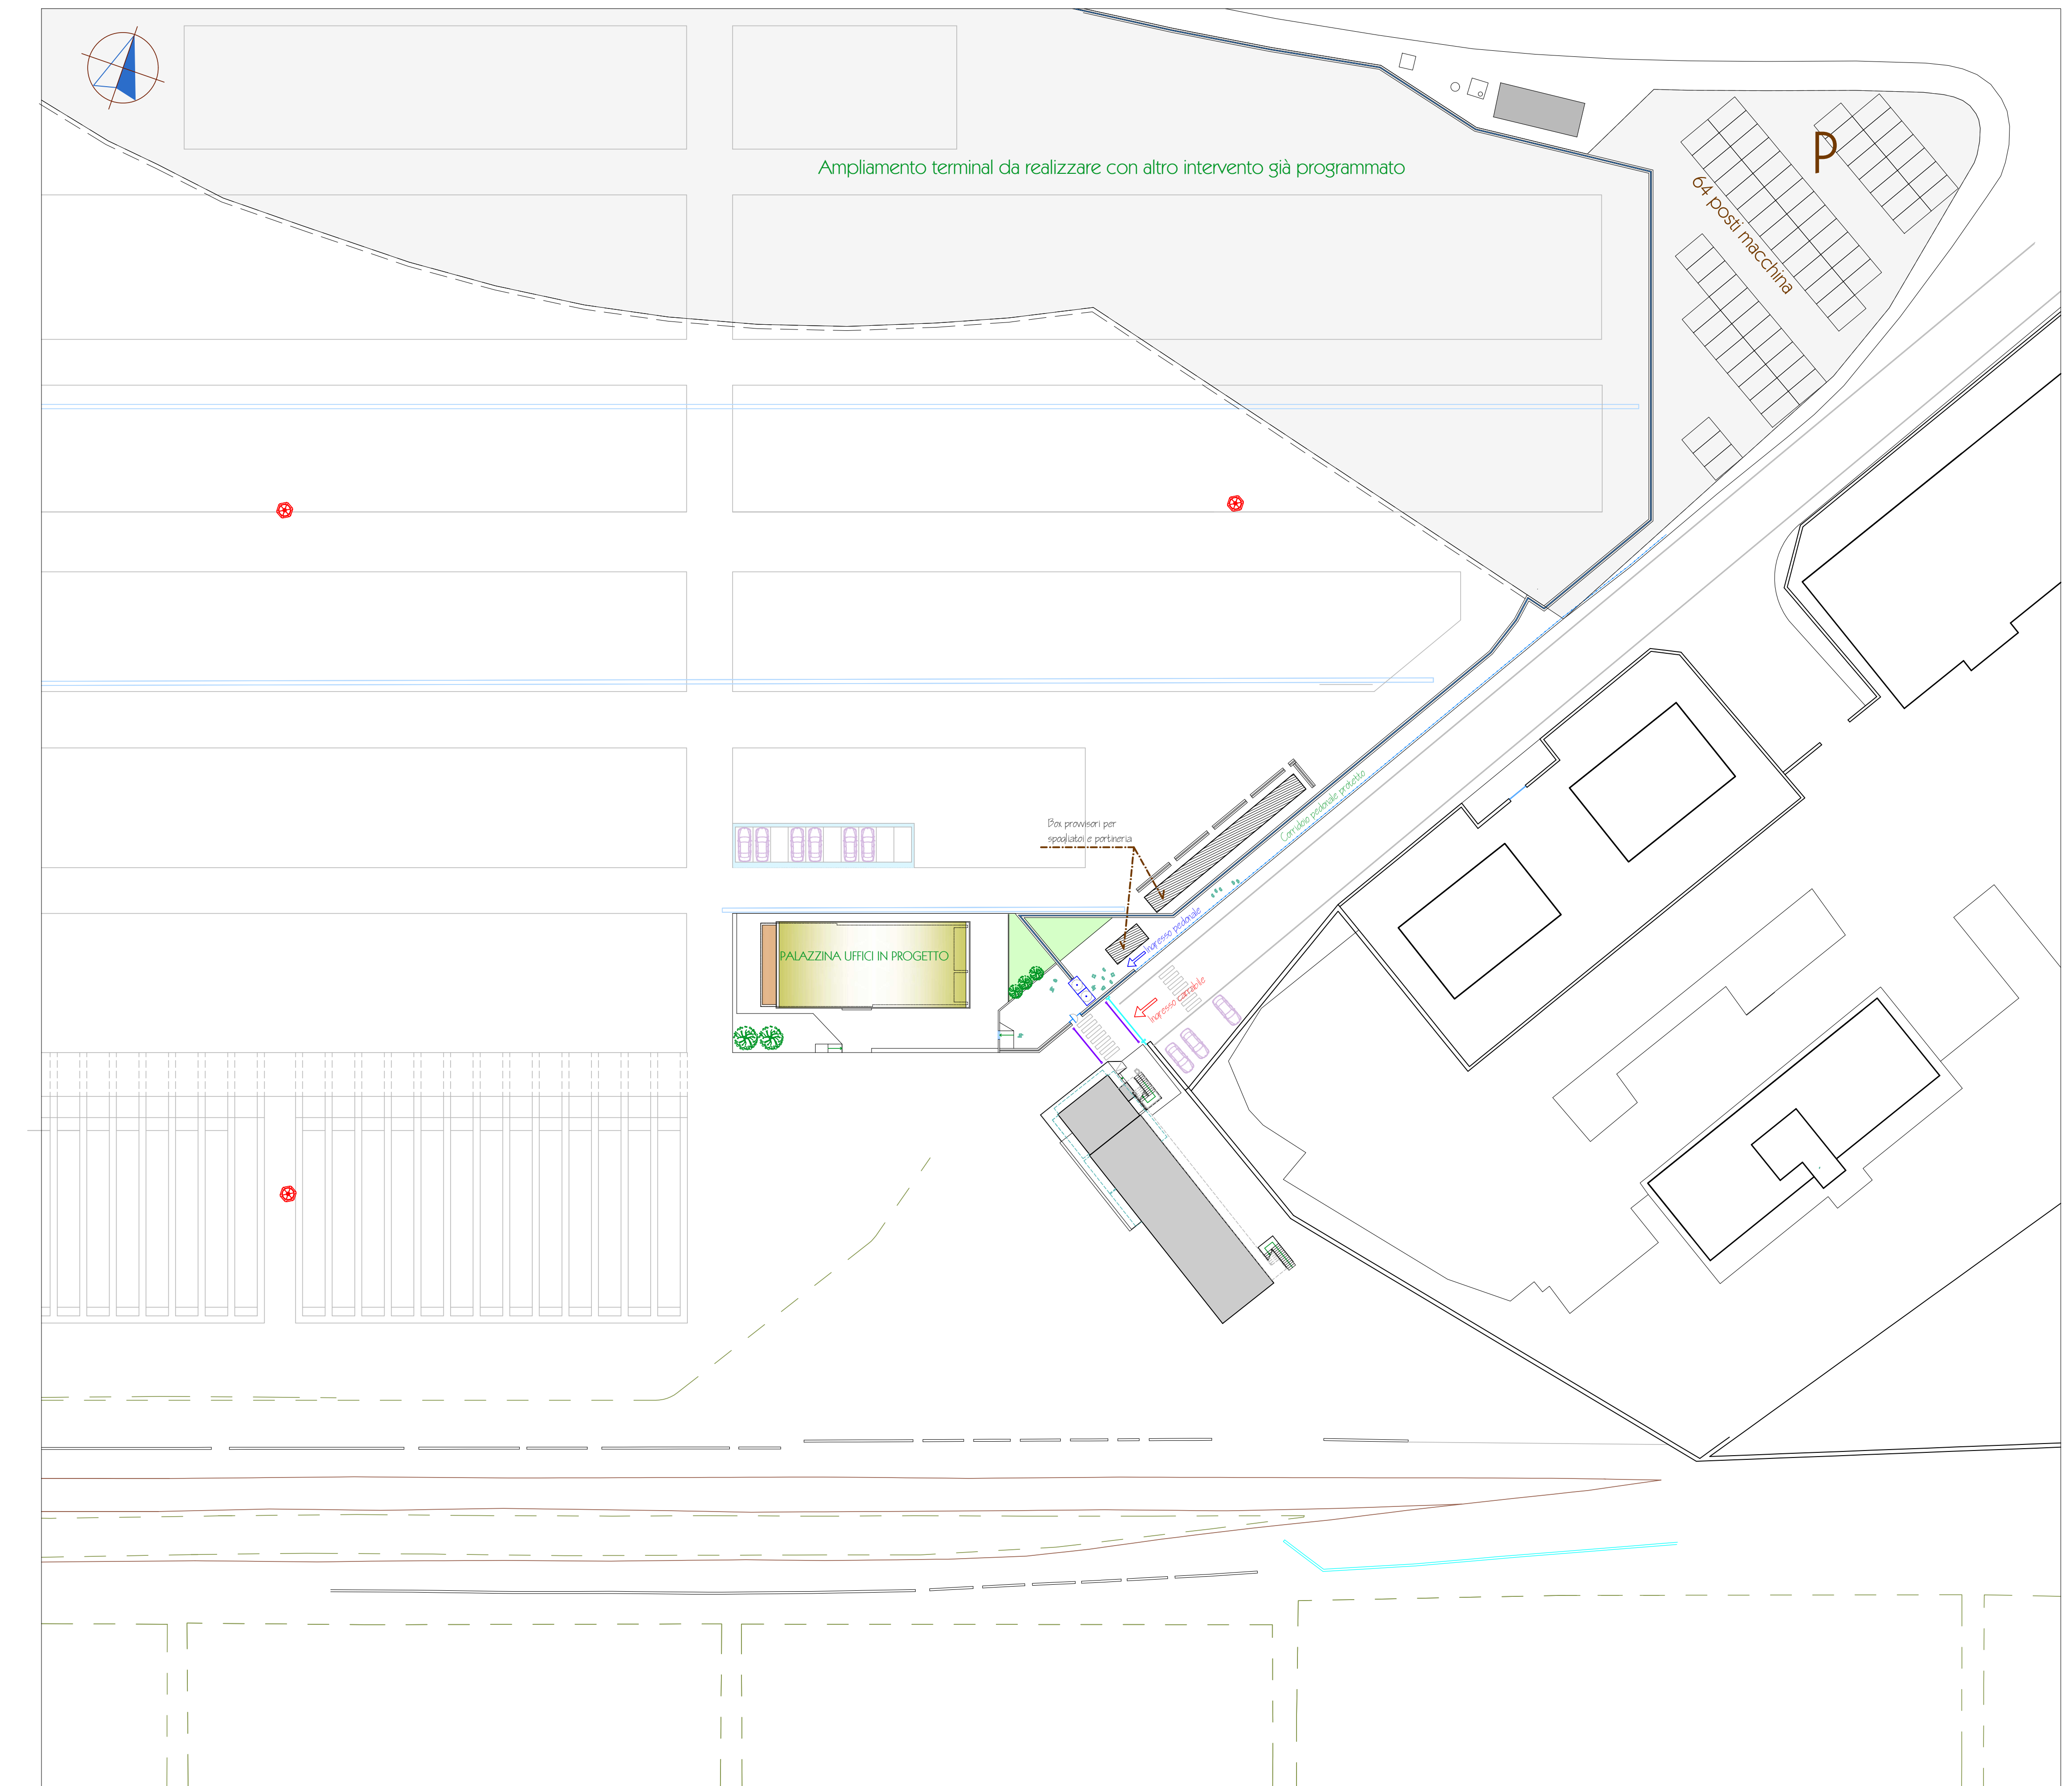 Ampliamento terminal da realizzare con altro intervento già programmato
P
64 posti macchina
Corridoio pedonale protetto
Box provvisori per
spogliatoi e portineria
Ingresso pedonale
PALAZZINA UFFICI IN PROGETTO
Ingresso carrabile